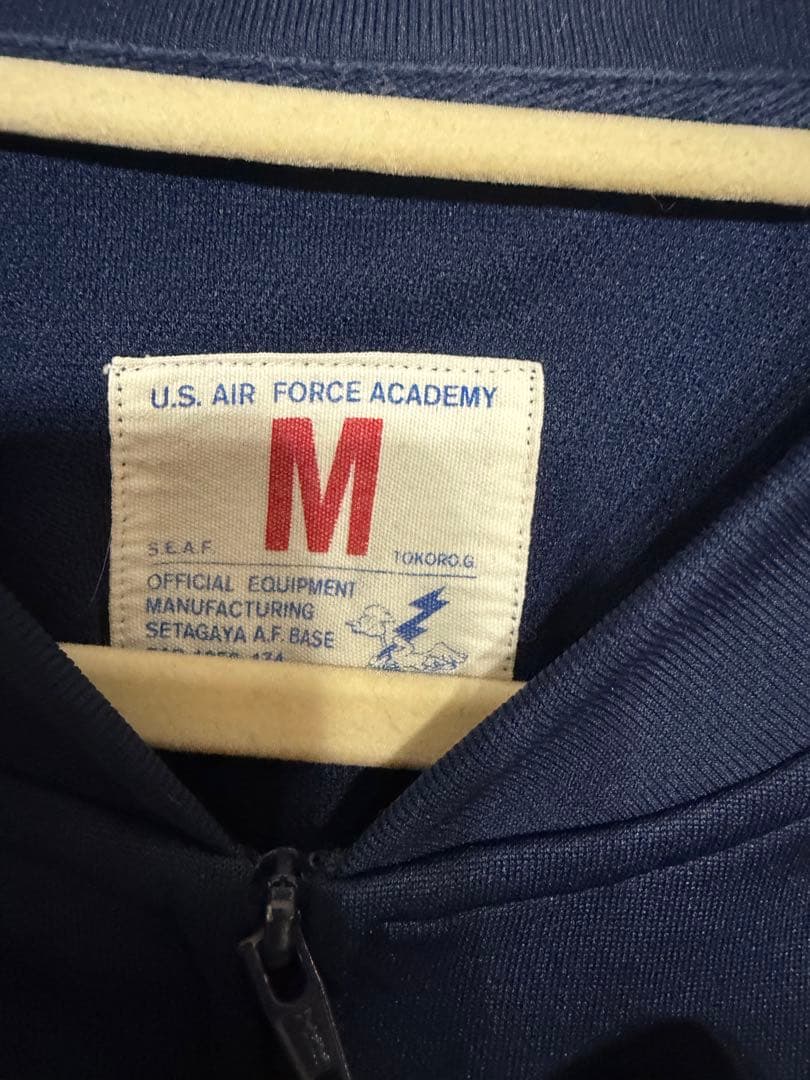 U.S. AIR FORCE ACADEMY
M
S.E.A.F. TOKORO.G.
OFFICIAL EQUIPMENT
MANUFACTURING
SETAGAYA A.F. BASE